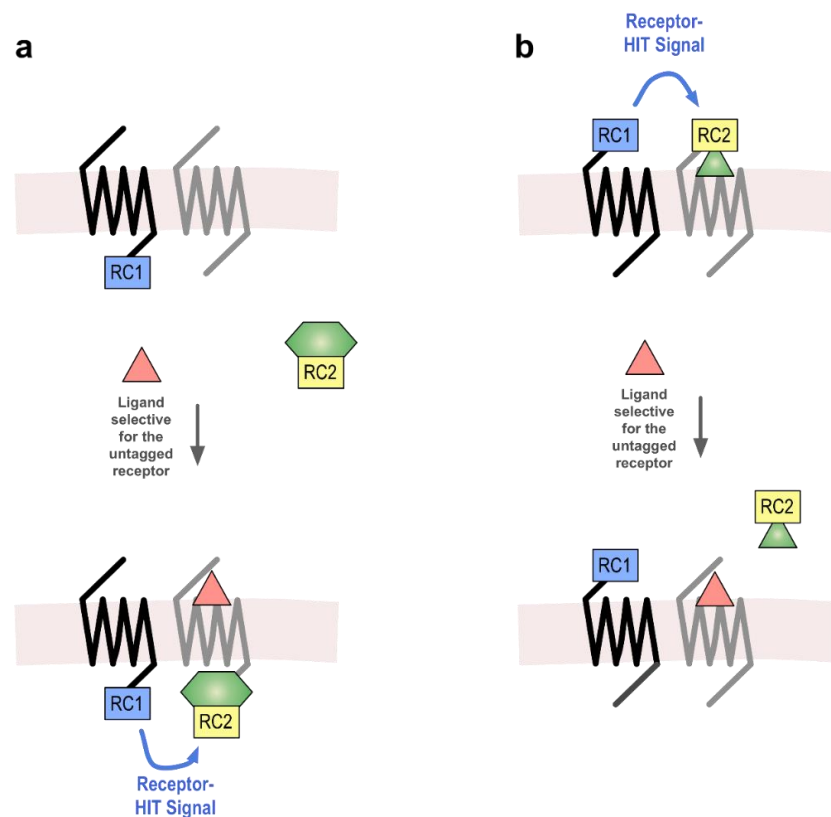 a
RC1
RC2
Ligand
selective
for the
untagged
receptor
RC1
RC2
Receptor-
HIT Signal
b
Receptor-
HIT Signal
RC1
RC2
Ligand
selective
for the
untagged
receptor
RC2
RC1